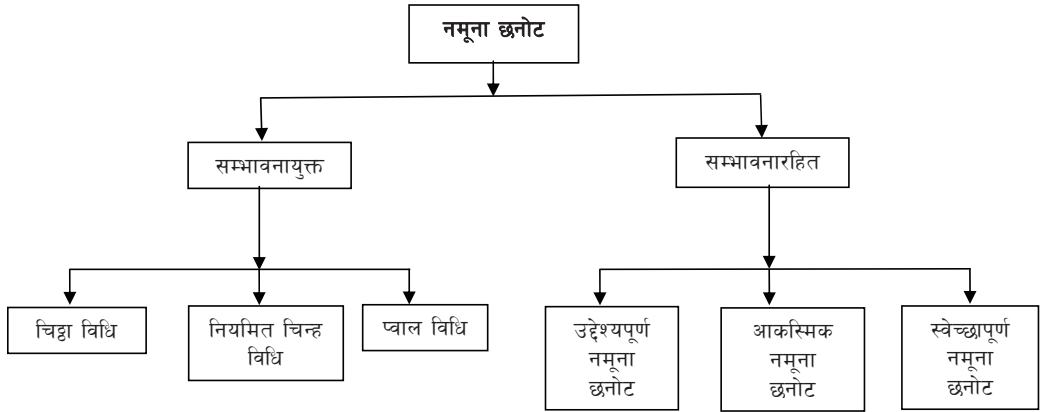 नमूना छनोट
सम्भावनायुक्त
सम्भावनारहित
चिठ्ठा विधि
नियमित चिन्ह
विधि
प्वाल विधि
उद्देश्यपूर्ण
नमूना
छनोट
आकस्मिक
नमूना
छनोट
स्वेच्छापूर्ण
नमूना
छनोट